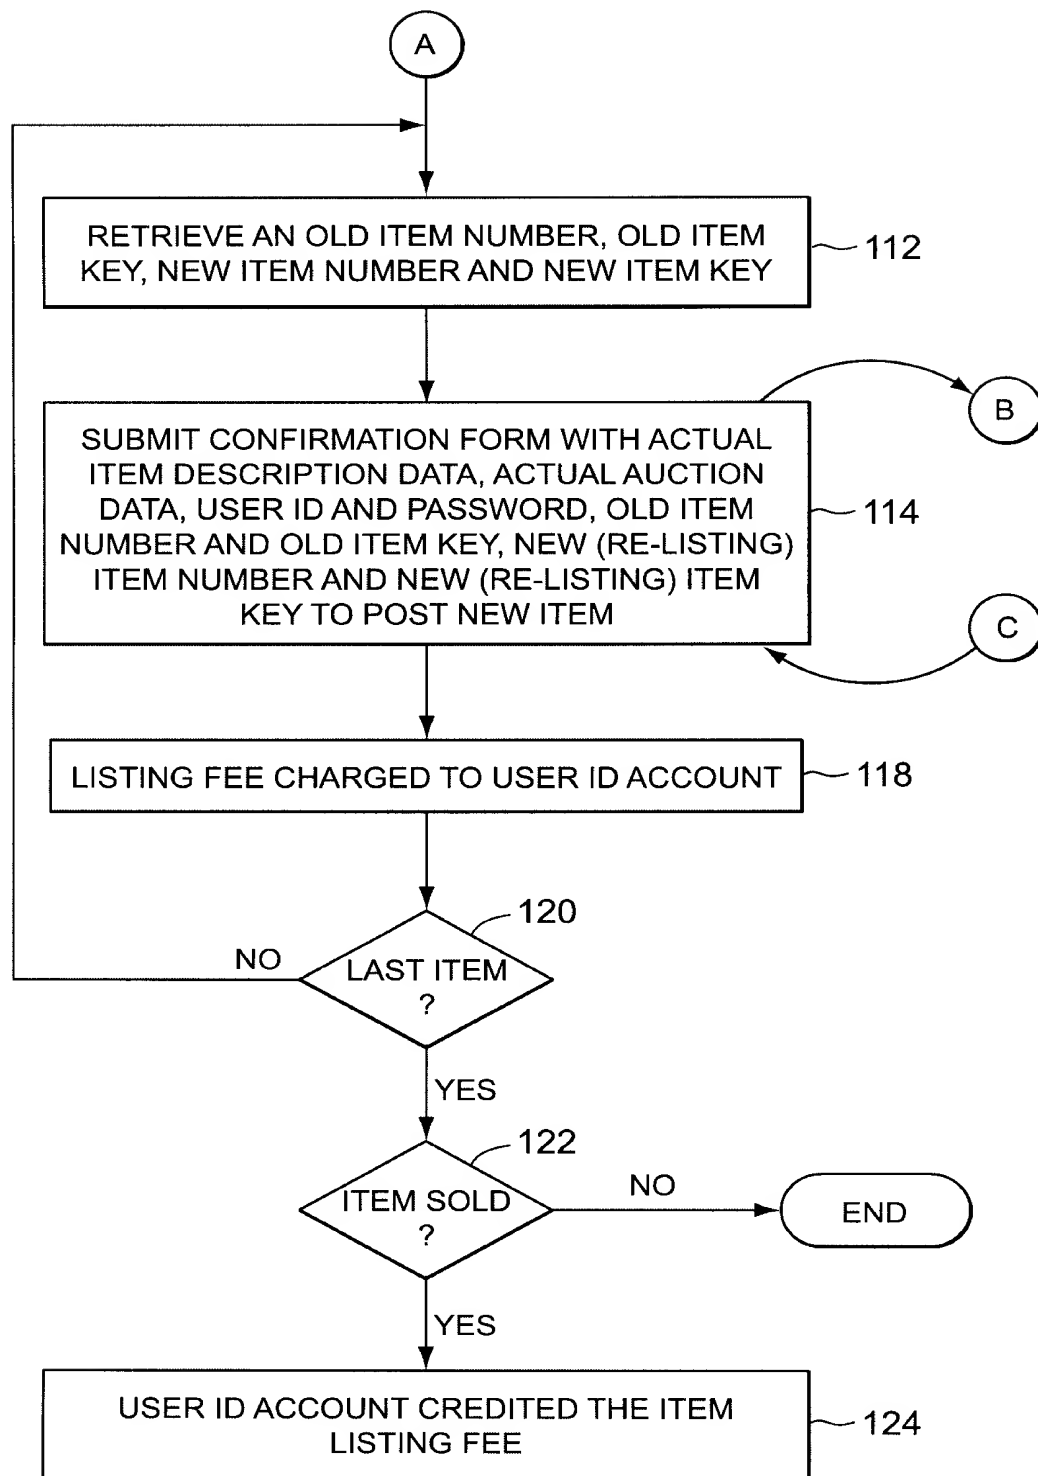 A
RETRIEVE AN OLD ITEM NUMBER, OLD ITEM
KEY, NEW ITEM NUMBER AND NEW ITEM KEY
112
B
SUBMIT CONFIRMATION FORM WITH ACTUAL
ITEM DESCRIPTION DATA, ACTUAL AUCTION
DATA, USER ID AND PASSWORD, OLD ITEM
NUMBER AND OLD ITEM KEY, NEW (RE-LISTING)
ITEM NUMBER AND NEW (RE-LISTING) ITEM
KEY TO POST NEW ITEM
114
C
LISTING FEE CHARGED TO USER ID ACCOUNT
118
120
LAST ITEM
?
NO
YES
122
ITEM SOLD
?
NO
END
YES
USER ID ACCOUNT CREDITED THE ITEM
LISTING FEE
124